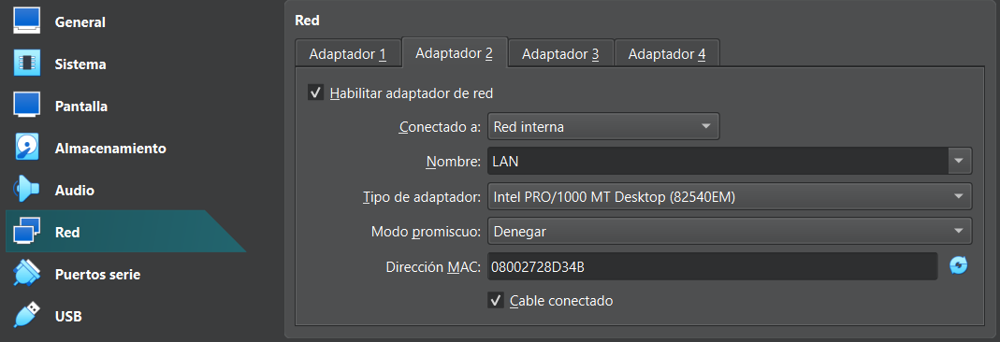 General
Sistema
Pantalla
Almacenamiento
Audio
Red
Puertos serie
USB
Red
Adaptador 1 Adaptador 2 Adaptador 3 Adaptador 4
Habilitar adaptador de red
Conectado a: Red interna
Nombre: LAN
Tipo de adaptador: Intel PRO/1000 MT Desktop (82540EM)
Modo promiscuo: Denegar
Dirección MAC: 08002728D34B
Cable conectado